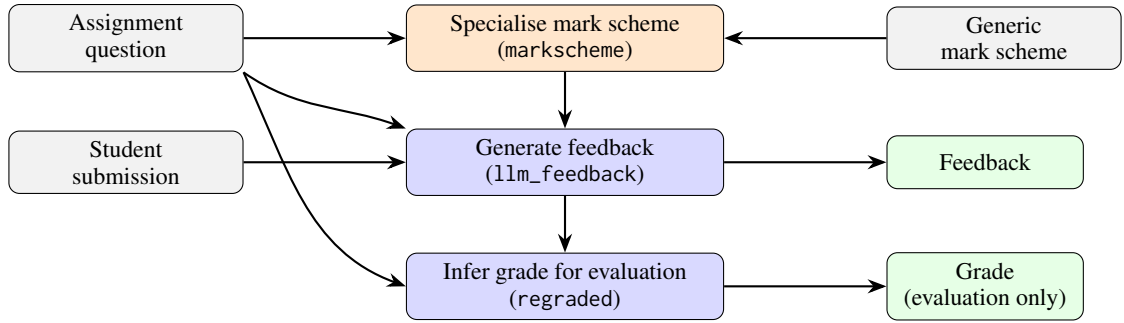 Assignment
question
Specialise mark scheme
(markscheme)
Generic
mark scheme
Student
submission
Generate feedback
(llm_feedback)
Feedback
Infer grade for evaluation
(regraded)
Grade
(evaluation only)